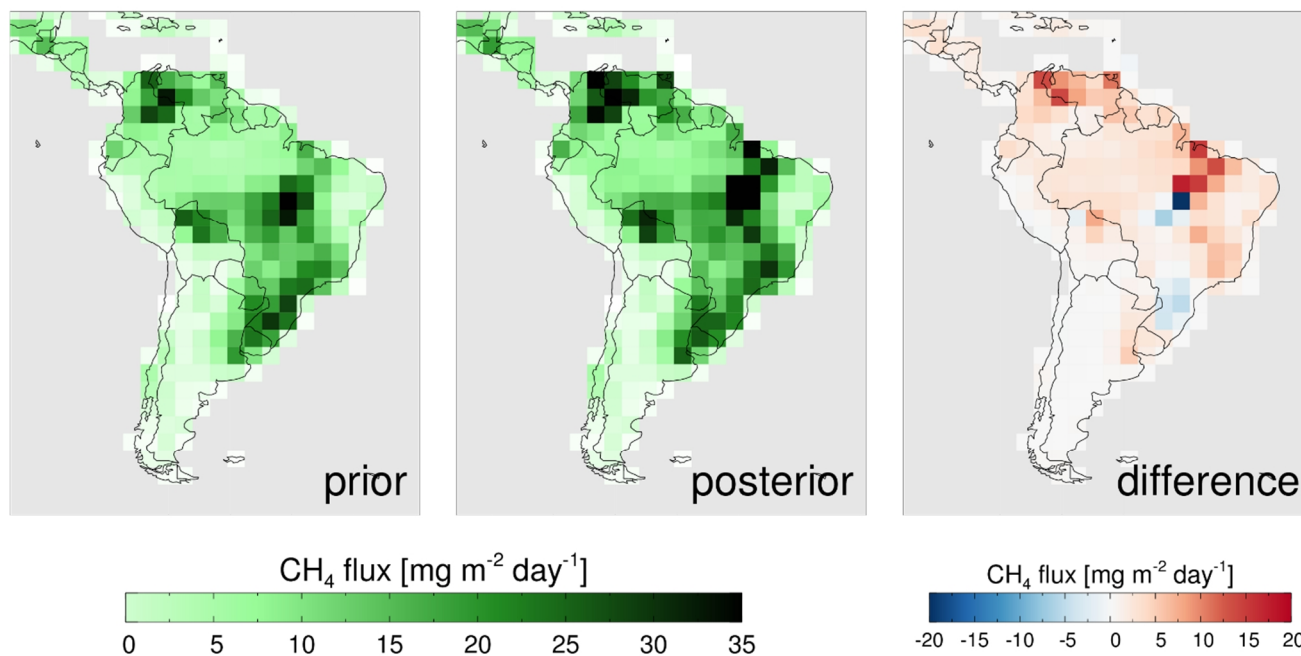 prior
posterior
difference
CH₄ flux [mg m⁻² day⁻¹]
0 5 10 15 20 25 30 35
CH₄ flux [mg m⁻² day⁻¹]
-20 -15 -10 -5 0 5 10 15 20